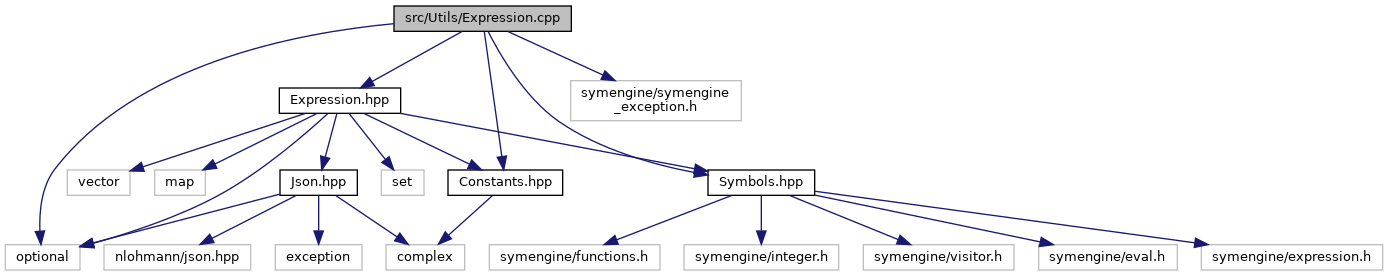 src/Utils/Expression.cpp
symengine/symengine
_exception.h
Expression.hpp
vector
map
Json.hpp
set
Constants.hpp
Symbols.hpp
optional
nlohmann/json.hpp
exception
complex
symengine/functions.h
symengine/integer.h
symengine/visitor.h
symengine/eval.h
symengine/expression.h